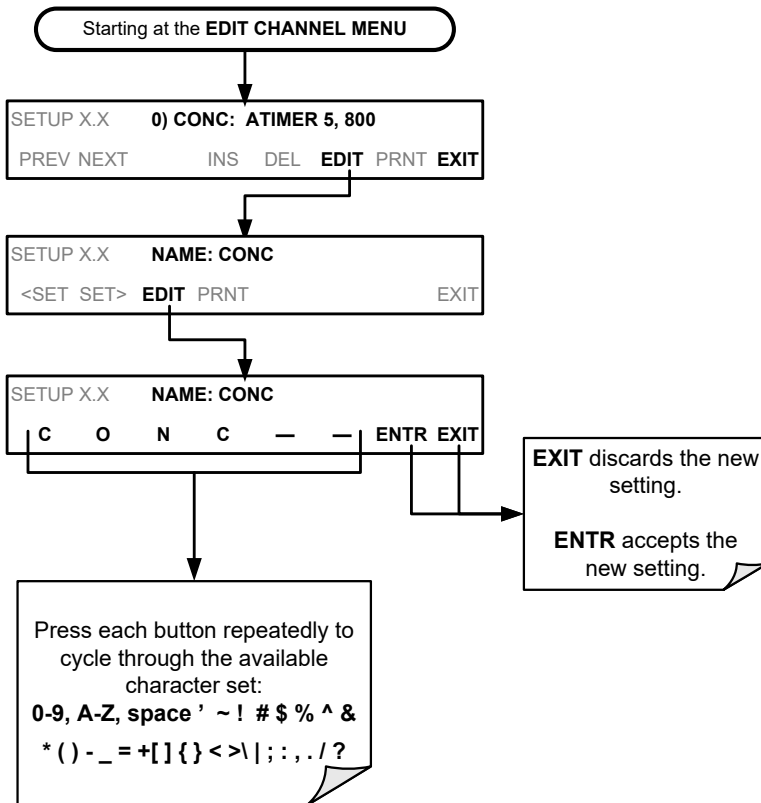 Starting at the EDIT CHANNEL MENU
SETUP X.X 0) CONC: ATIMER 5, 800
PREV NEXT INS DEL EDIT PRNT EXIT
SETUP X.X NAME: CONC
<SET SET> EDIT PRNT EXIT
SETUP X.X NAME: CONC
C O N C — — ENTR EXIT
EXIT discards the new
setting.
ENTR accepts the
new setting.
Press each button repeatedly to
cycle through the available
character set:
0-9, A-Z, space ’ ~ ! # $ % ^ &
* ( ) - _ = +[ ] { } < >\ | ; : , . / ?